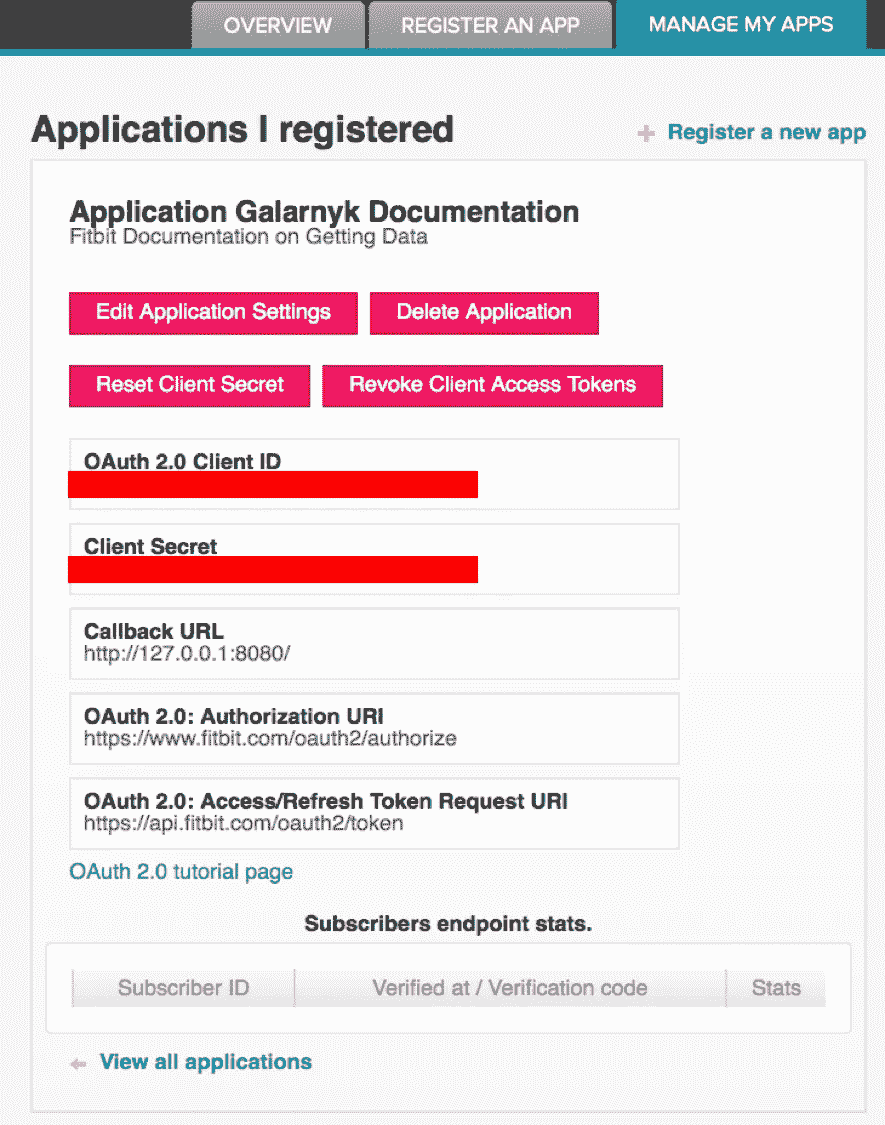 OVERVIEW
REGISTER AN APP
MANAGE MY APPS
Applications I registered
Register a new app
Application Galarnyk Documentation
Fitbit Documentation on Getting Data
Edit Application Settings
Delete Application
Reset Client Secret
Revoke Client Access Tokens
OAuth 2.0 Client ID
Client Secret
Callback URL
http://127.0.0.1:8080/
OAuth 2.0: Authorization URI
https://www.fitbit.com/oauth2/authorize
OAuth 2.0: Access/Refresh Token Request URI
https://api.fitbit.com/oauth2/token
OAuth 2.0 tutorial page
Subscribers endpoint stats.
Subscriber ID
Verified at / Verification code
Stats
View all applications